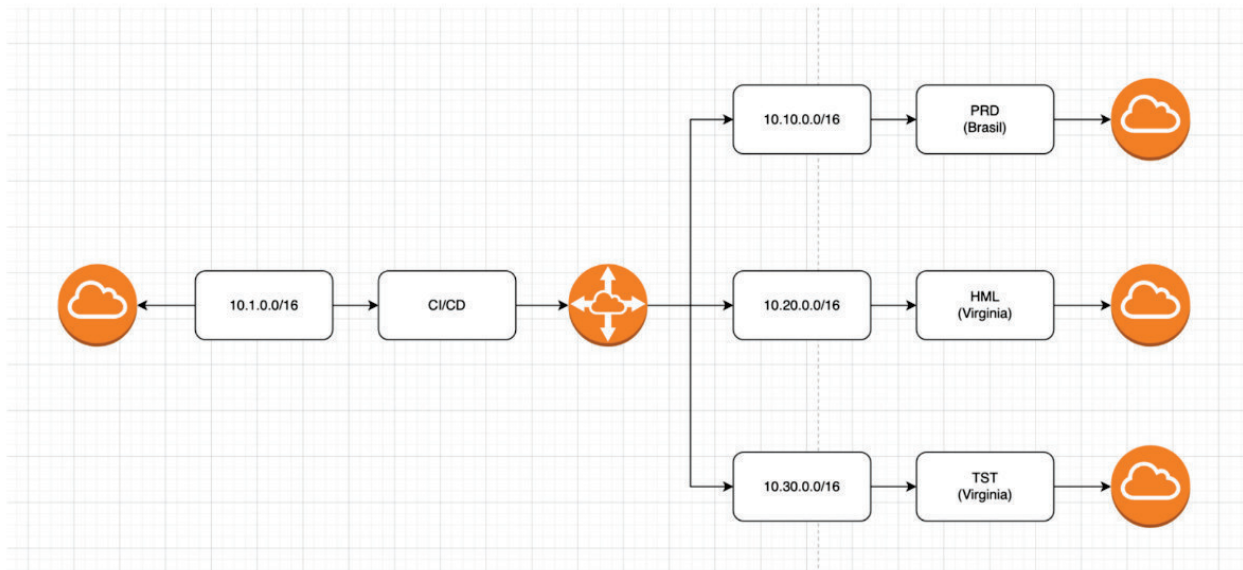 10.10.0.0/16
PRD
(Brasil)
10.1.0.0/16
CI/CD
10.20.0.0/16
HML
(Virginia)
10.30.0.0/16
TST
(Virginia)